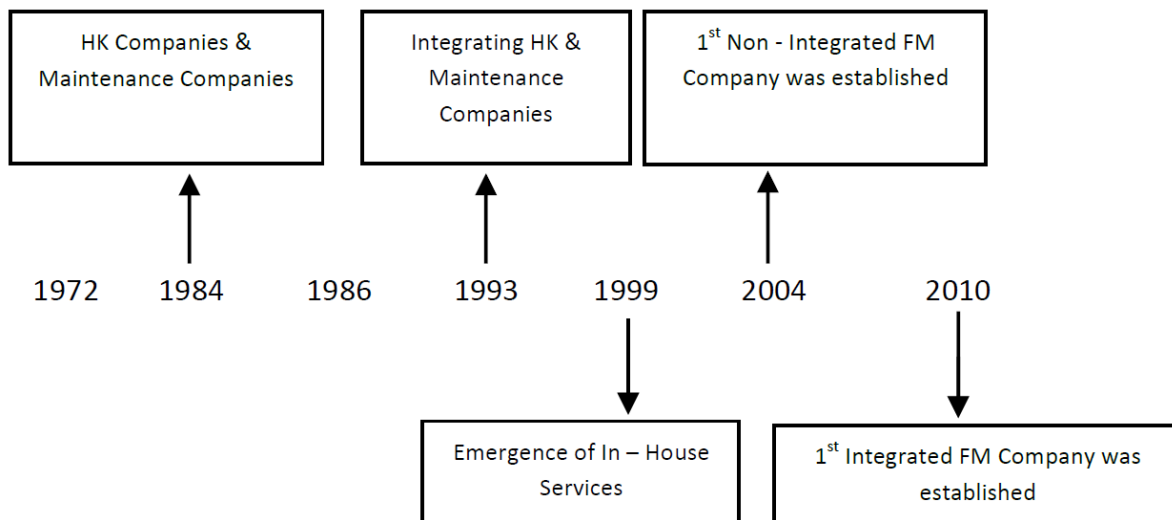 HK Companies &
Maintenance Companies
Integrating HK &
Maintenance
Companies
1st Non - Integrated FM
Company was established
1972 1984 1986 1993 1999 2004 2010
Emergence of In – House
Services
1st Integrated FM Company was
established